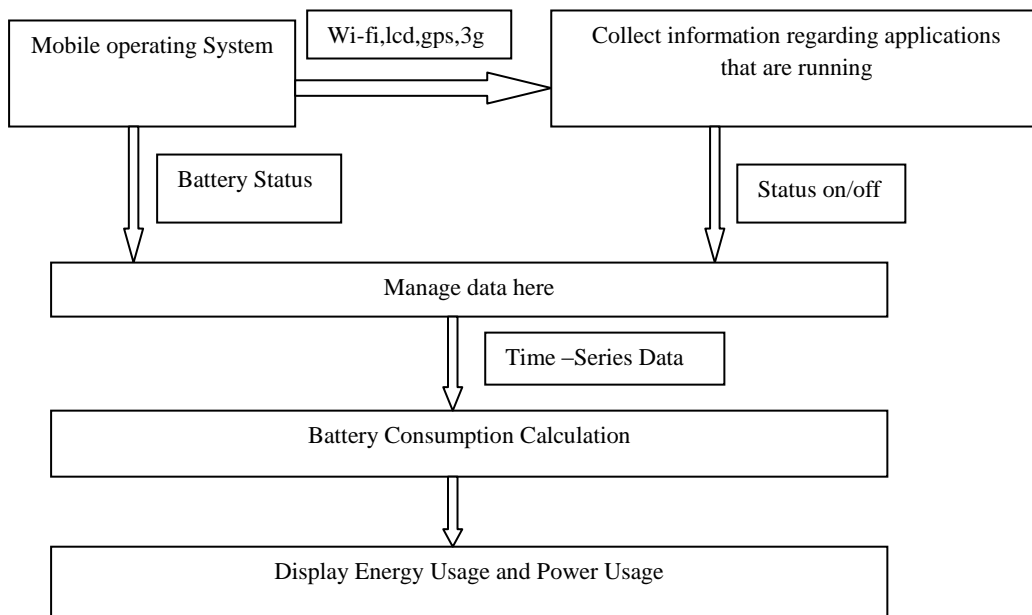 Mobile operating System
Wi-fi,lcd,gps,3g
Collect information regarding applications
that are running
Battery Status
Status on/off
Manage data here
Time –Series Data
Battery Consumption Calculation
Display Energy Usage and Power Usage